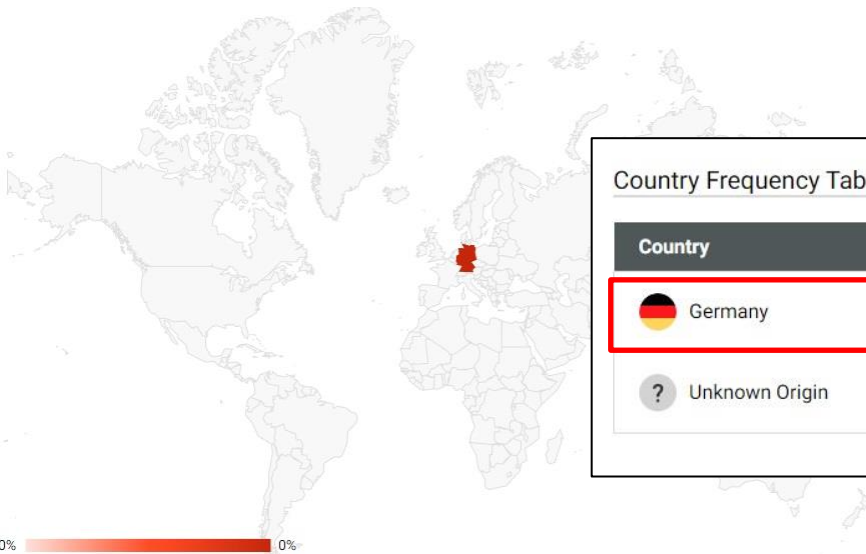 Country Frequency Tab
Country
Germany
? Unknown Origin
0%
0%